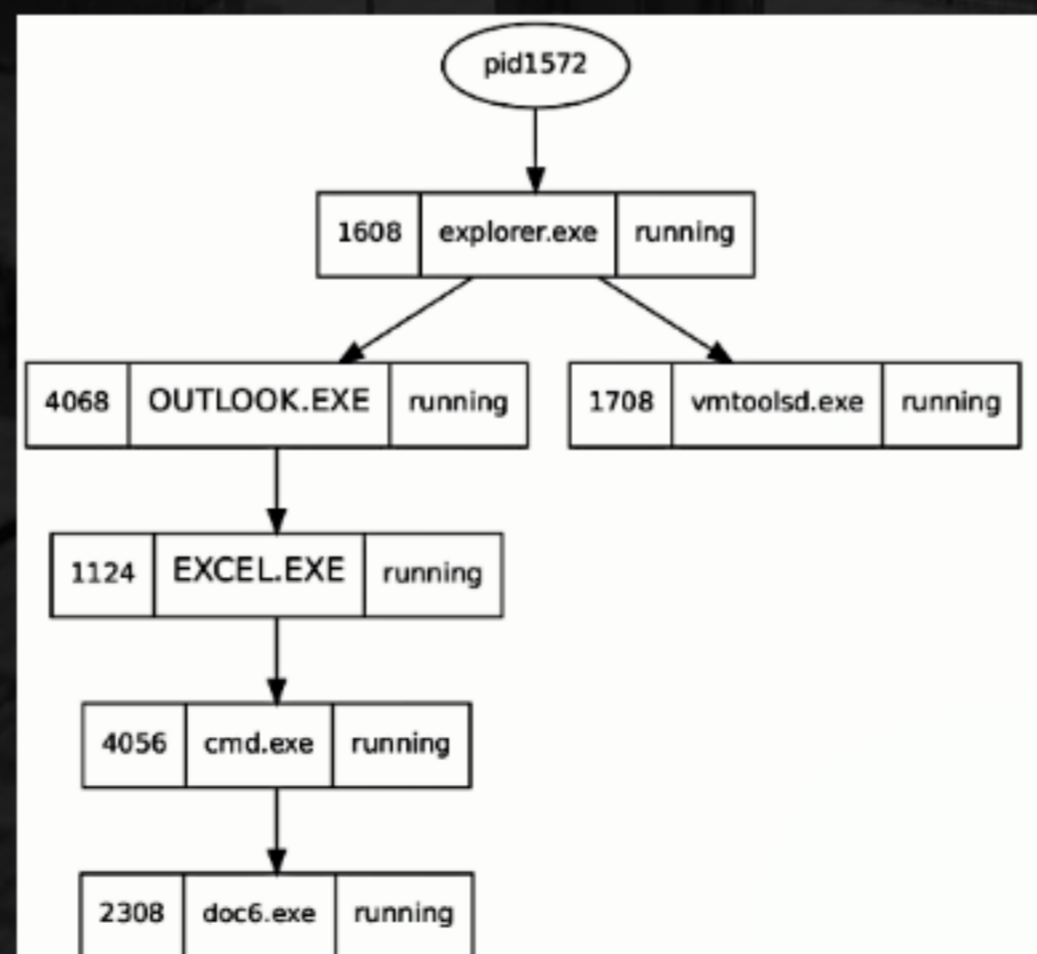 pid1572
1608 explorer.exe running
4068 OUTLOOK.EXE running
1708 vmtoolsd.exe running
1124 EXCEL.EXE running
4056 cmd.exe running
2308 doc6.exe running